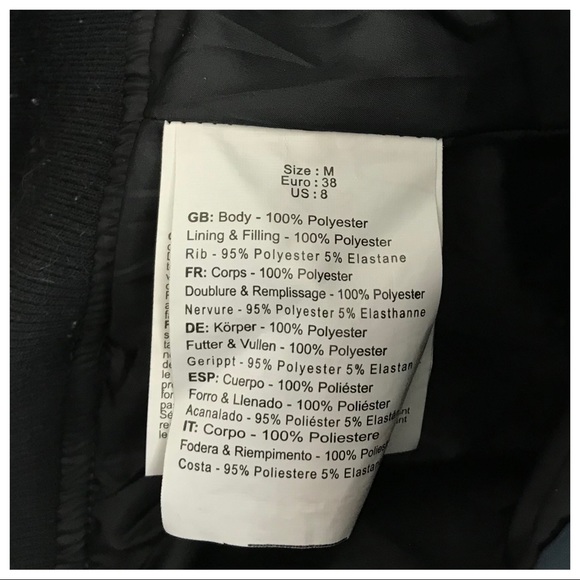 Size : M
Euro : 38
US : 8
GB: Body - 100% Polyester
Lining & Filling - 100% Polyester
Rib - 95% Polyester 5% Elastane
FR: Corps - 100% Polyester
Doublure & Remplissage - 100% Polyester
Nervure - 95% Polyester 5% Elasthanne
DE: Körper - 100% Polyester
Futter & Vullen - 100% Polyester
Gerippt - 95% Polyester 5% Elastan
ESP: Cuerpo - 100% Poliéster
Forro & Llenado - 100% Poliéster
Acanalado - 95% Poliéster 5% Elastan
IT: Corpo - 100% Poliestere
Fodera & Riempimento - 100% Polies
Costa - 95% Poliestere 5% Elasta